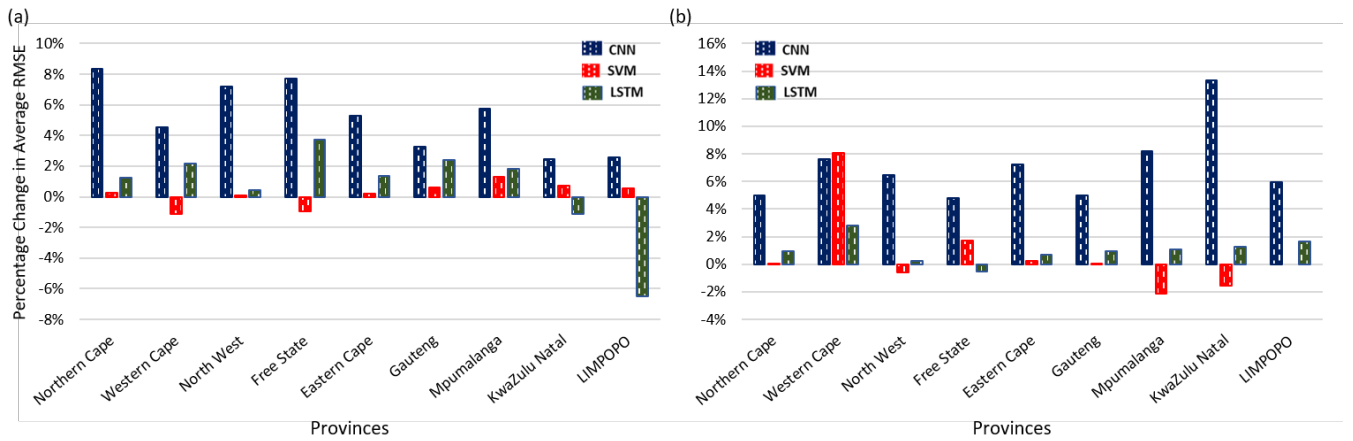 (a)
Percentage Change in Average RMSE
10%
8%
6%
4%
2%
0%
-2%
-4%
-6%
-8%
CNN
SVM
LSTM
Northern Cape
Western Cape
North West
Free State
Eastern Cape
Gauteng
Mpumalanga
KwaZulu Natal
LIMPOPO
Provinces
(b)
16%
14%
12%
10%
8%
6%
4%
2%
0%
-2%
-4%
CNN
SVM
LSTM
Northern Cape
Western Cape
North West
Free State
Eastern Cape
Gauteng
Mpumalanga
KwaZulu Natal
LIMPOPO
Provinces